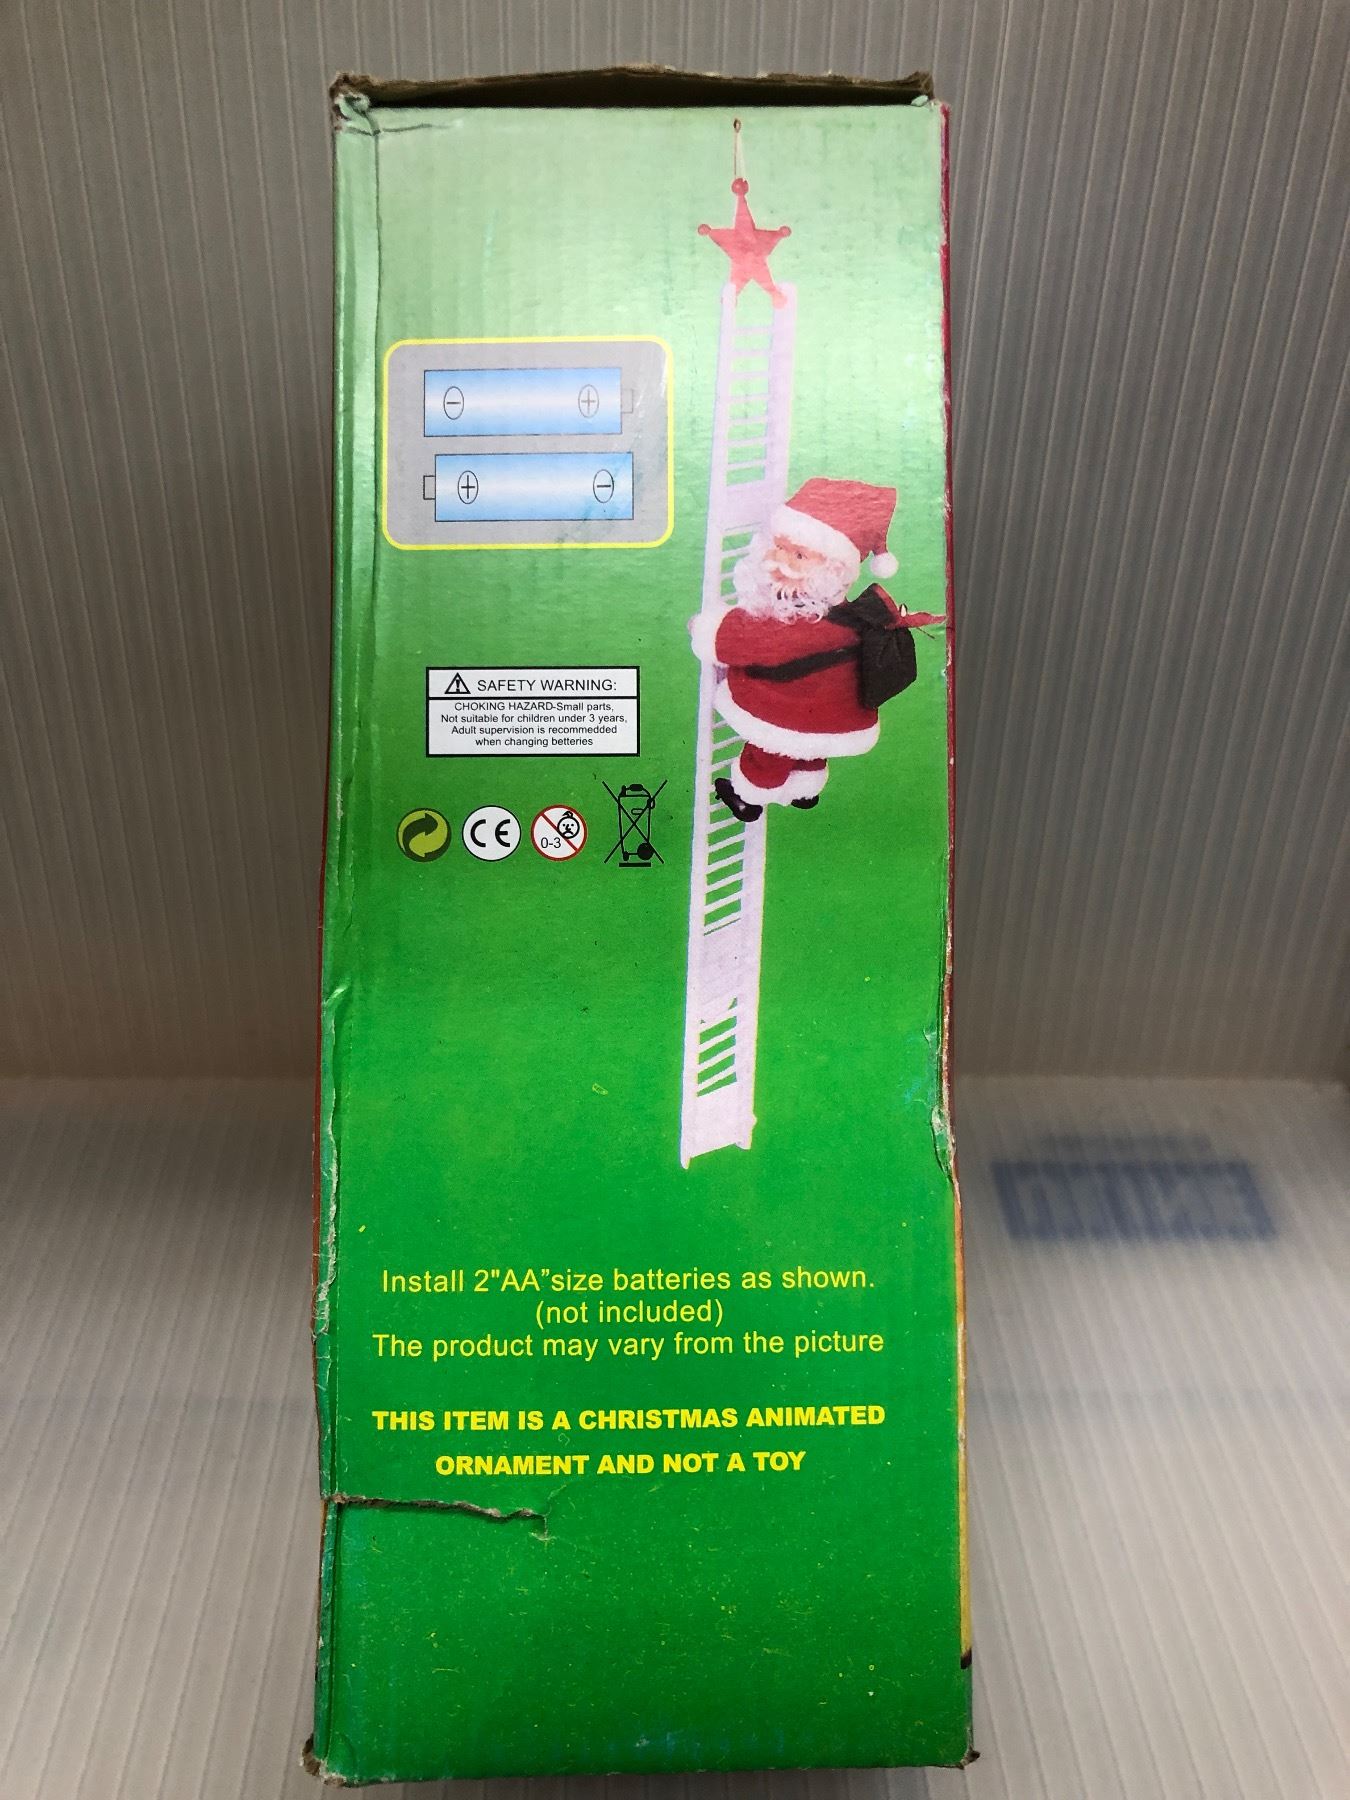 SAFETY WARNING:
CHOKING HAZARD-Small parts,
Not suitable for children under 3 years,
Adult supervision is recommedded
when changing betteries
CE
0-3
Install 2"AA”size batteries as shown.
(not included)
The product may vary from the picture
THIS ITEM IS A CHRISTMAS ANIMATED
ORNAMENT AND NOT A TOY